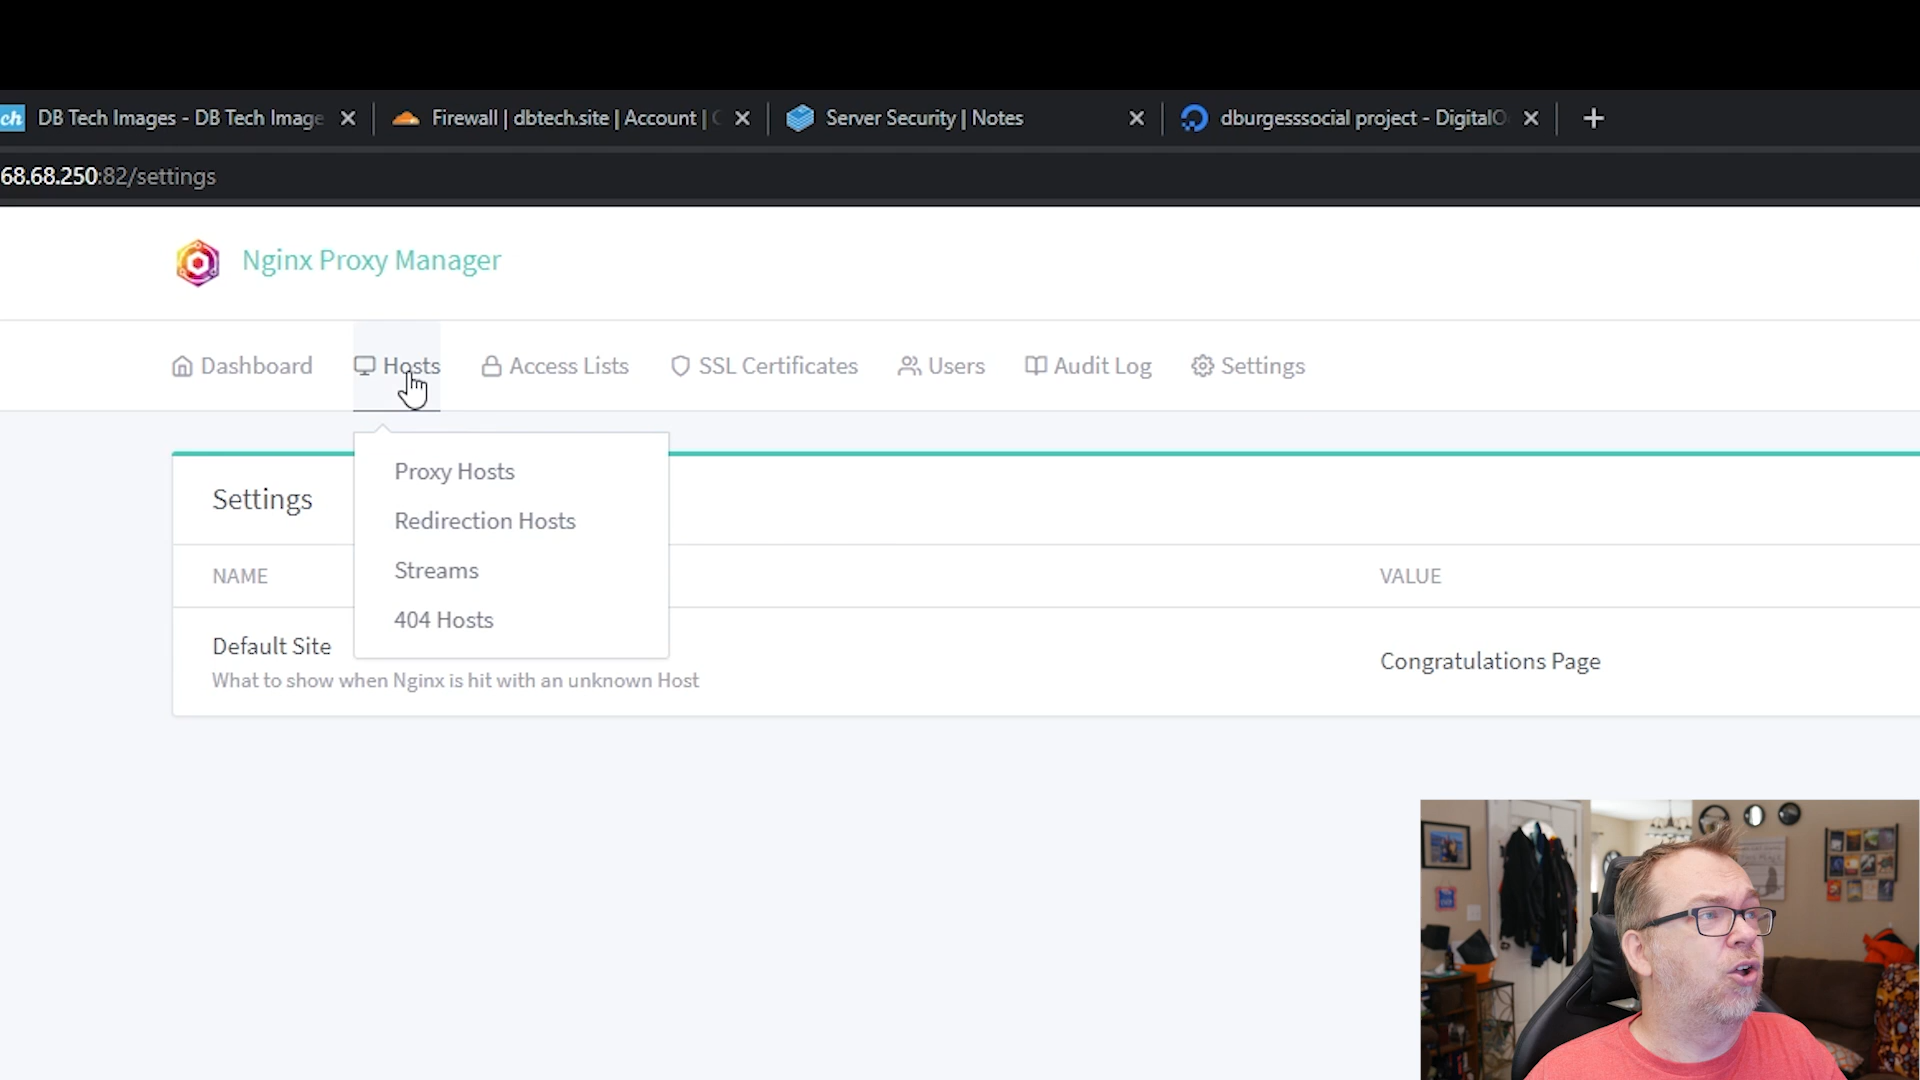 ch DB Tech Images - DB Tech Image
Firewall | dbtech.site | Account |
Server Security | Notes
dburgesssocial project - DigitalO
68.68.250:82/settings
Nginx Proxy Manager
Dashboard
Hosts
Access Lists
SSL Certificates
Users
Audit Log
Settings
Proxy Hosts
Redirection Hosts
Streams
404 Hosts
Settings
NAME
VALUE
Default Site
What to show when Nginx is hit with an unknown Host
Congratulations Page